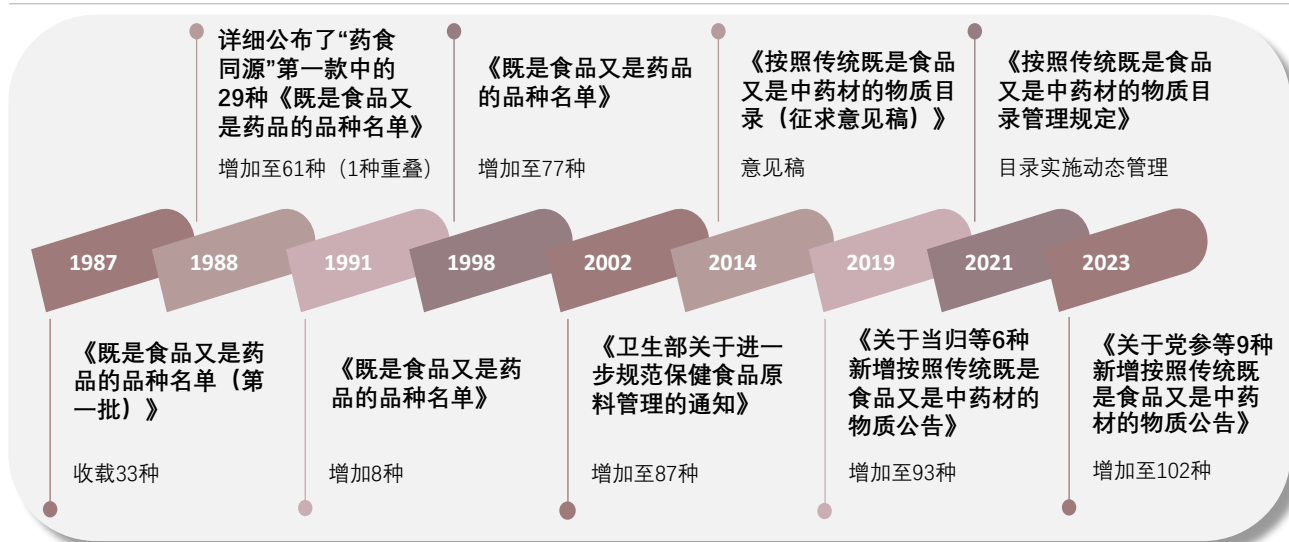 详细公布了“药食
同源”第一款中的
29种《既是食品又
是药品的品种名单》
增加至61种（1种重叠）
《既是食品又是药品
的品种名单》
增加至77种
《按照传统既是食品
又是中药材的物质目
录（征求意见稿）》
意见稿
《按照传统既是食品
又是中药材的物质目
录管理规定》
目录实施动态管理
1987
1988
1991
1998
2002
2014
2019
2021
2023
《既是食品又是药
品的品种名单（第
一批）》
收载33种
《既是食品又是药
品的品种名单》
增加8种
《卫生部关于进一
步规范保健食品原
料管理的通知》
增加至87种
《关于当归等6种
新增按照传统既是
食品又是中药材的
物质公告》
增加至93种
《关于党参等9种
新增按照传统既
是食品又是中药
材的物质公告》
增加至102种